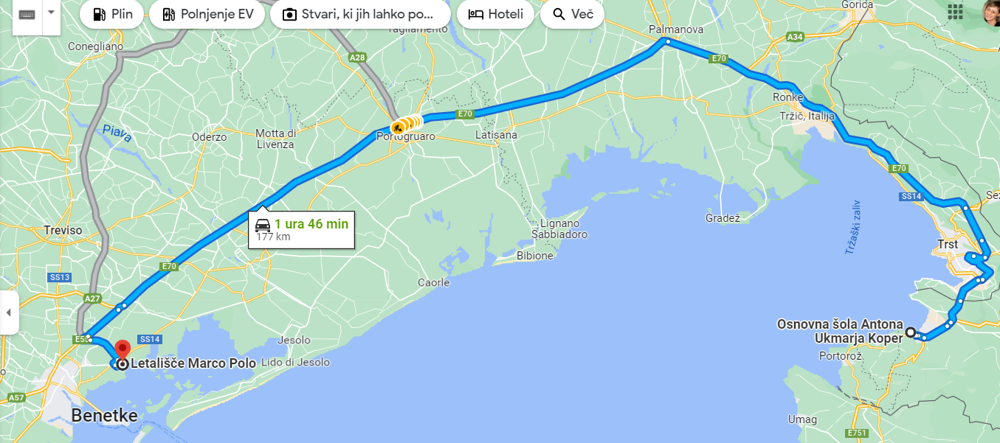 Plin
Polnjenje EV
Stvari, ki jih lahko po...
Hoteli
Več
Gorica
Tagliamento
Palmanova
A34
Conegliano
A28
E70
Ronke
Tržič, Italija
E70
Piava
Oderzo
Motta di
Livenza
Portogruaro
Latisana
E70
SS14
Sez
Gradež
Tržaški zaliv
1 ura 46 min
177 km
Lignano
Sabbiadoro
Treviso
Trst
Bibione
E70
SS13
Caorle
A27
Osnovna šola Antona
Ukmarja Koper
E55
SS14
Jesolo
Portorož
Letališče Marco Polo
Lido di Jesolo
A57
Benetke
Umag
E751